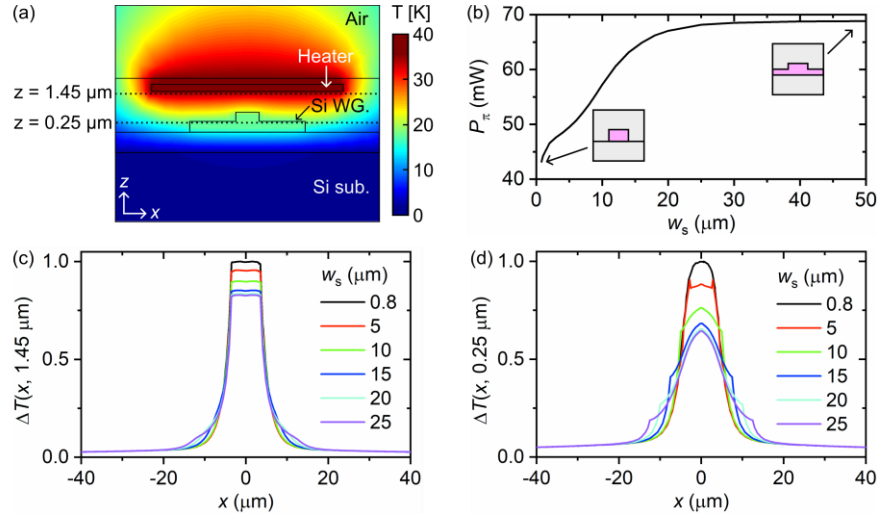 (a)
Air
T [K]
40
30
20
10
0
Heater
z = 1.45 μm
Si WG.
z = 0.25 μm
Si sub.
z
x
(b)
70
60
50
40
Pπ (mW)
0 10 20 30 40 50
ws (μm)
(c)
1.0
0.5
0.0
ΔT(x, 1.45 μm)
ws (μm)
0.8
5
10
15
20
25
-40 -20 0 20 40
x (μm)
(d)
1.0
0.5
0.0
ΔT(x, 0.25 μm)
ws (μm)
0.8
5
10
15
20
25
-40 -20 0 20 40
x (μm)